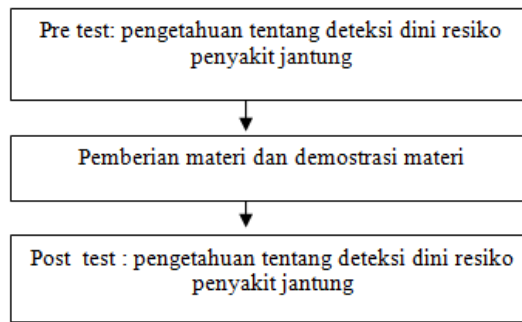 Pre test: pengetahuan tentang deteksi dini resiko
penyakit jantung
Pemberian materi dan demostrasi materi
Post test : pengetahuan tentang deteksi dini resiko
penyakit jantung